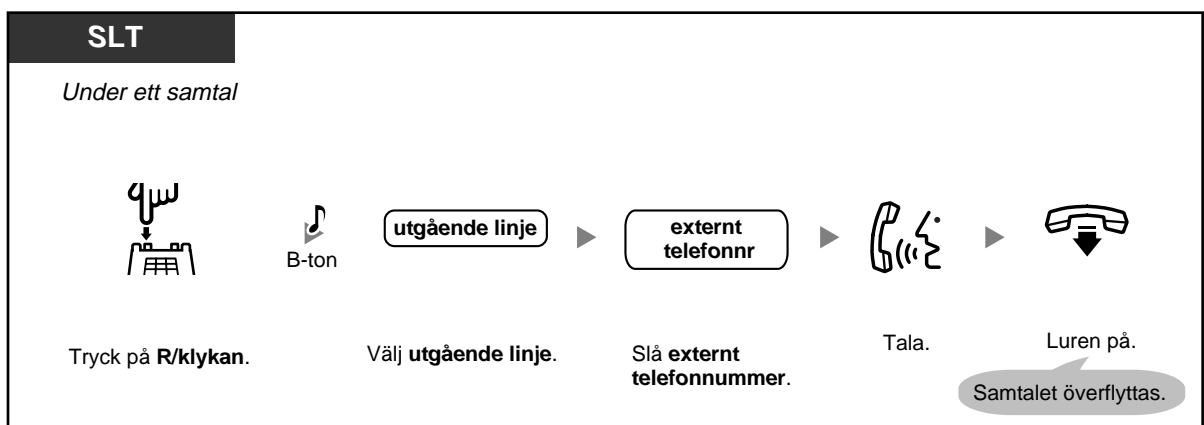 SLT
Under ett samtal
B-ton
utgående linje
externt
telefonnr
Tryck på R/klykan.
Välj utgående linje.
Slå externt
telefonnummer.
Tala.
Luren på.
Samtalet överflyttas.